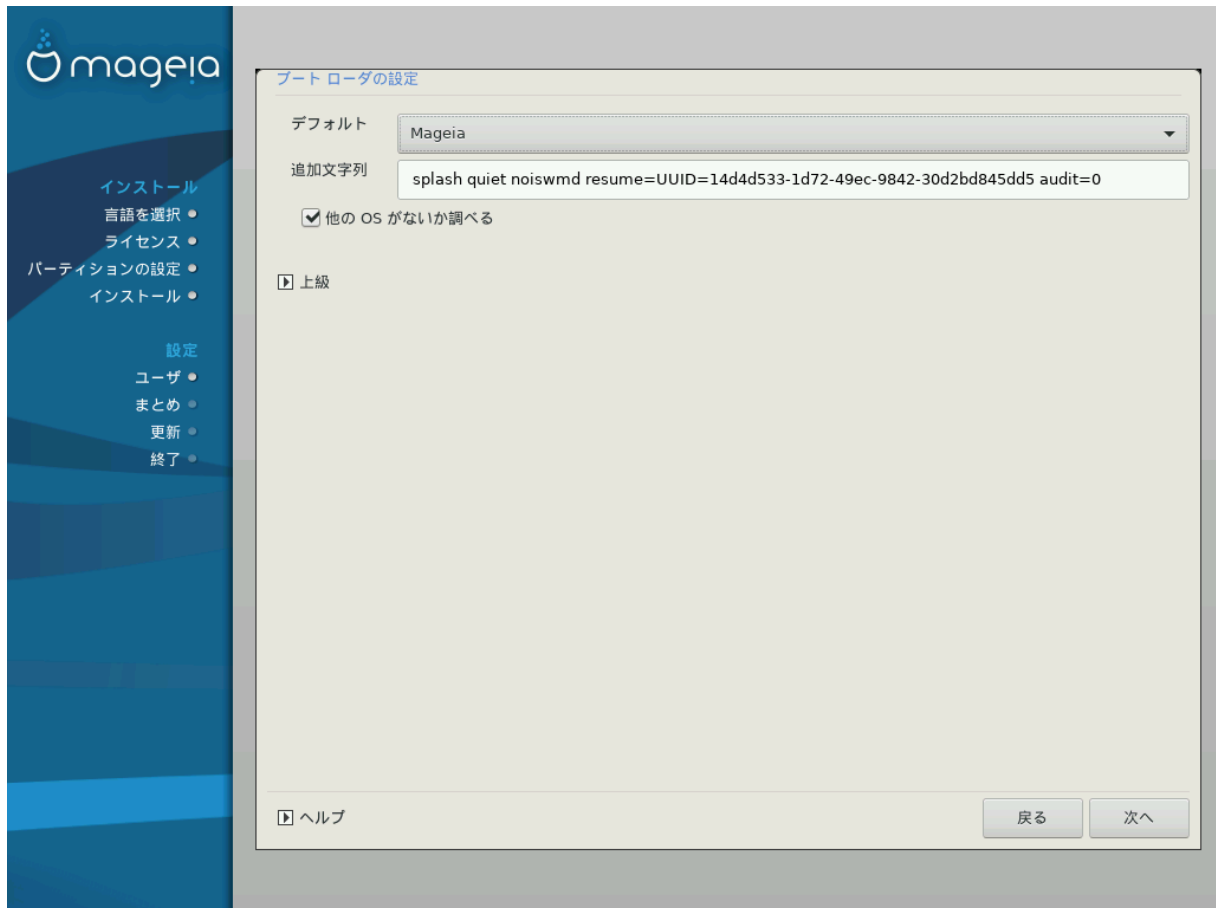 mageia
インストール
言語を選択
ライセンス
パーティションの設定
インストール
設定
ユーザ
まとめ
更新
終了
ブート ローダの設定
デフォルト
Mageia
追加文字列
splash quiet noiswmd resume=UUID=14d4d533-1d72-49ec-9842-30d2bd845dd5 audit=0
他の OS がないか調べる
上級
ヘルプ
戻る
次へ